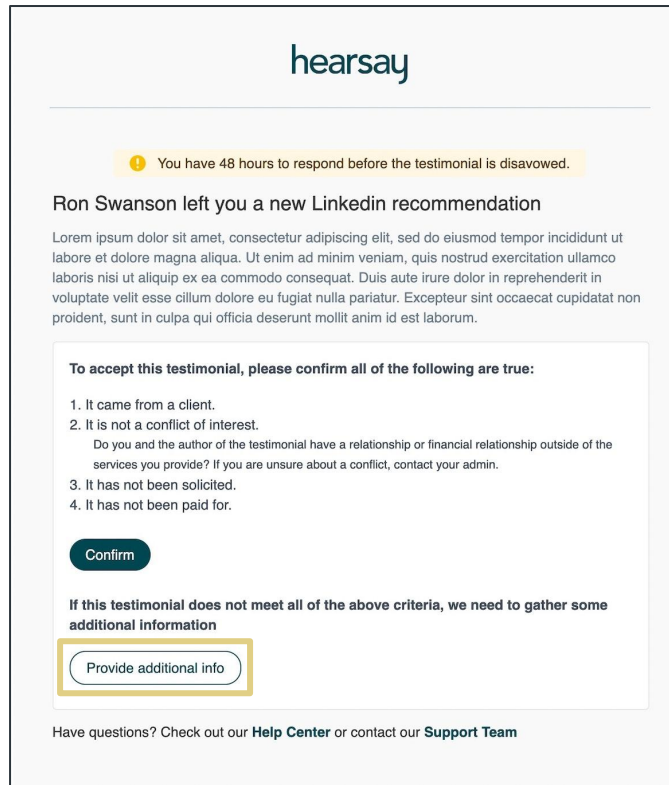 hearsay
You have 48 hours to respond before the testimonial is disavowed.
Ron Swanson left you a new Linkedin recommendation
Lorem ipsum dolor sit amet, consectetur adipiscing elit, sed do eiusmod tempor incididunt ut
labore et dolore magna aliqua. Ut enim ad minim veniam, quis nostrud exercitation ullamco
laboris nisi ut aliquip ex ea commodo consequat. Duis aute irure dolor in reprehenderit in
voluptate velit esse cillum dolore eu fugiat nulla pariatur. Excepteur sint occaecat cupidatat non
proident, sunt in culpa qui officia deserunt mollit anim id est laborum.
To accept this testimonial, please confirm all of the following are true:
1. It came from a client.
2. It is not a conflict of interest.
Do you and the author of the testimonial have a relationship or financial relationship outside of the
services you provide? If you are unsure about a conflict, contact your admin.
3. It has not been solicited.
4. It has not been paid for.
Confirm
If this testimonial does not meet all of the above criteria, we need to gather some
additional information
Provide additional info
Have questions? Check out our Help Center or contact our Support Team